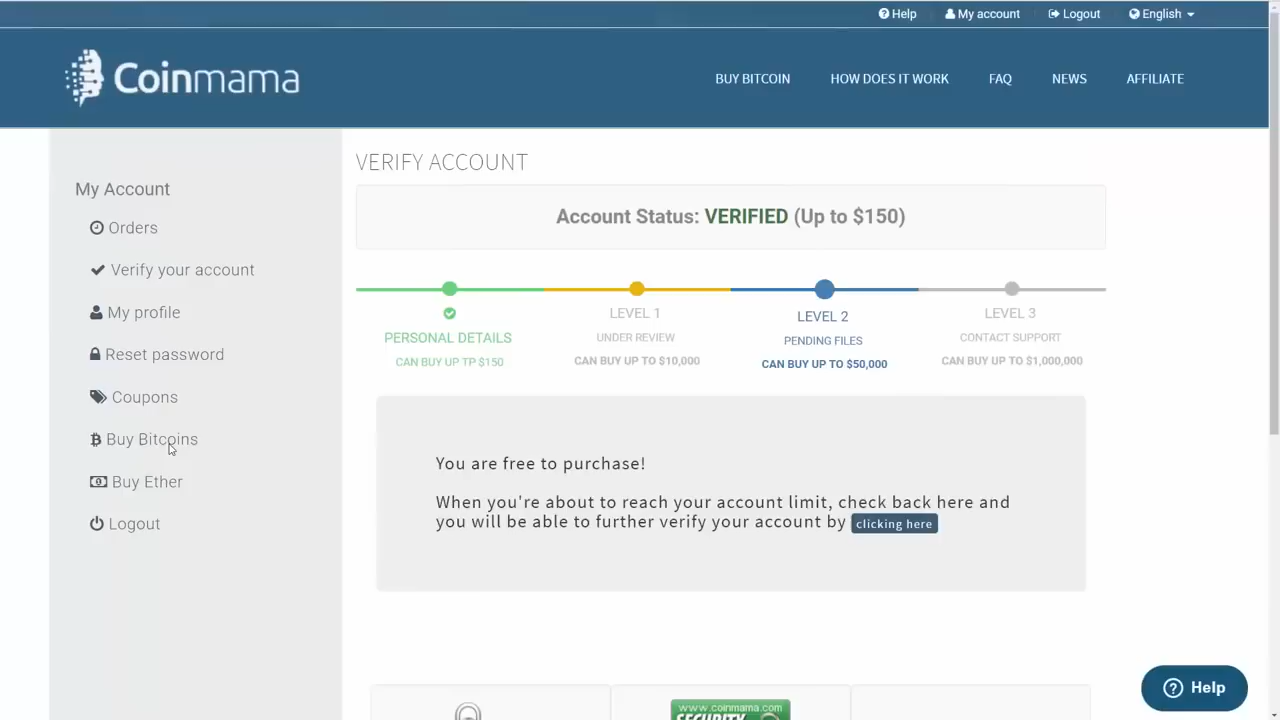 Help
My account
Logout
English
Coinmama
BUY BITCOIN
HOW DOES IT WORK
FAQ
NEWS
AFFILIATE
My Account
Orders
Verify your account
My profile
Reset password
Coupons
Buy Bitcoins
Buy Ether
Logout
VERIFY ACCOUNT
Account Status: VERIFIED (Up to $150)
PERSONAL DETAILS
CAN BUY UP TP $150
LEVEL 1
UNDER REVIEW
CAN BUY UP TO $10,000
LEVEL 2
PENDING FILES
CAN BUY UP TO $50,000
LEVEL 3
CONTACT SUPPORT
CAN BUY UP TO $1,000,000
You are free to purchase!
When you're about to reach your account limit, check back here and
you will be able to further verify your account by clicking here
www.coinmama.com
SECURITY
Help